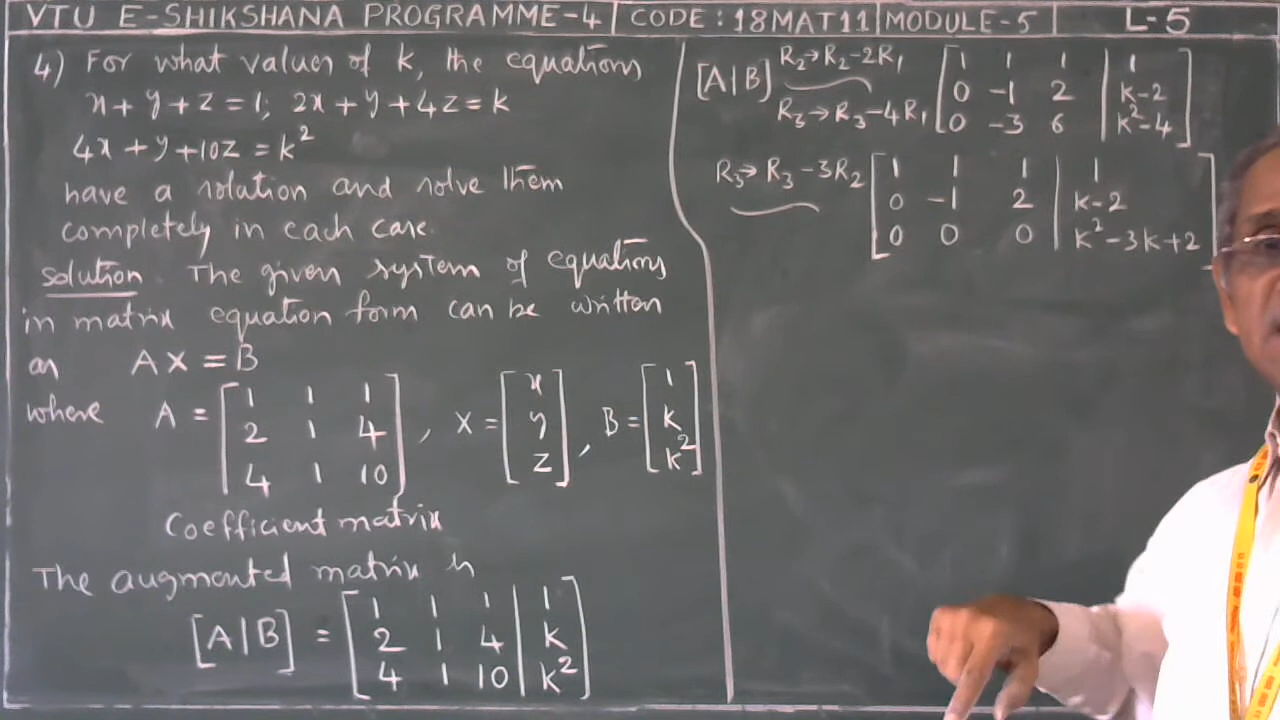 VTU E-SHIKSHANA PROGRAMME-4 | CODE: 18MAT11 | MODULE-5 | L-5
4) For what values of k, the equations
x+y+z=1; 2x+y+4z=k
4x+y+10z=k²
have a solution and solve them
completely in each case.
Solution. The given system of equations
in matrix equation form can be written
as AX=B
where A = [1 1 1
2 1 4
4 1 10], X = [x
y
z], B = [1
k
k²]
Coefficient matrix
The augmented matrix is
[A|B] = [1 1 1 | 1
2 1 4 | k
4 1 10 | k²]
[A|B] R₂→R₂-2R₁
R₃→R₃-4R₁
[1 1 1 | 1
0 -1 2 | k-2
0 -3 6 | k²-4]
R₃→R₃-3R₂
[1 1 1 | 1
0 -1 2 | k-2
0 0 0 | k²-3k+2]